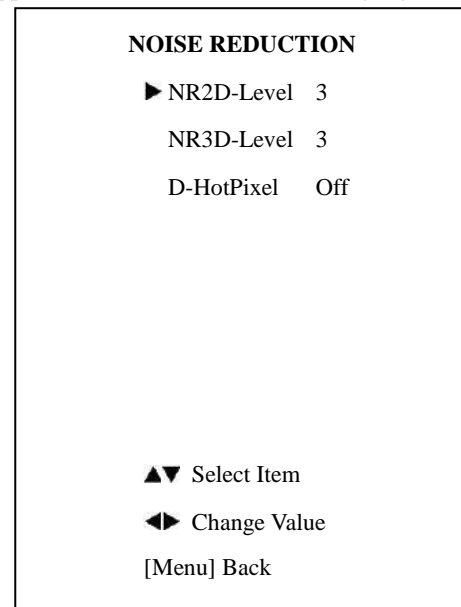 NOISE REDUCTION
▶ NR2D-Level 3
NR3D-Level 3
D-HotPixel Off
▲▼ Select Item
◀▶ Change Value
[Menu] Back